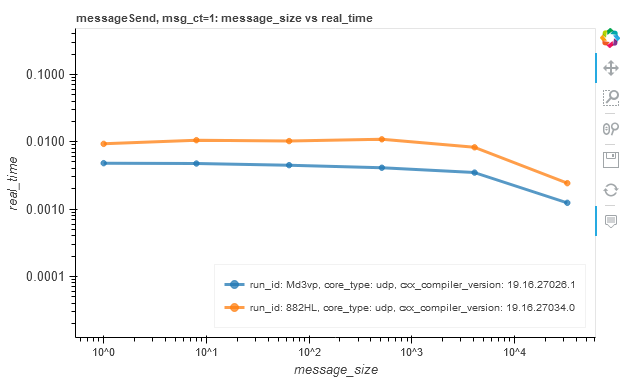 messageSend, msg_ct=1: message_size vs real_time
0.1000
0.0100
0.0010
0.0001
real_time
run_id: Md3vp, core_type: udp, cxx_compiler_version: 19.16.27026.1
run_id: 882HL, core_type: udp, cxx_compiler_version: 19.16.27034.0
10^0
10^1
10^2
10^3
10^4
message_size